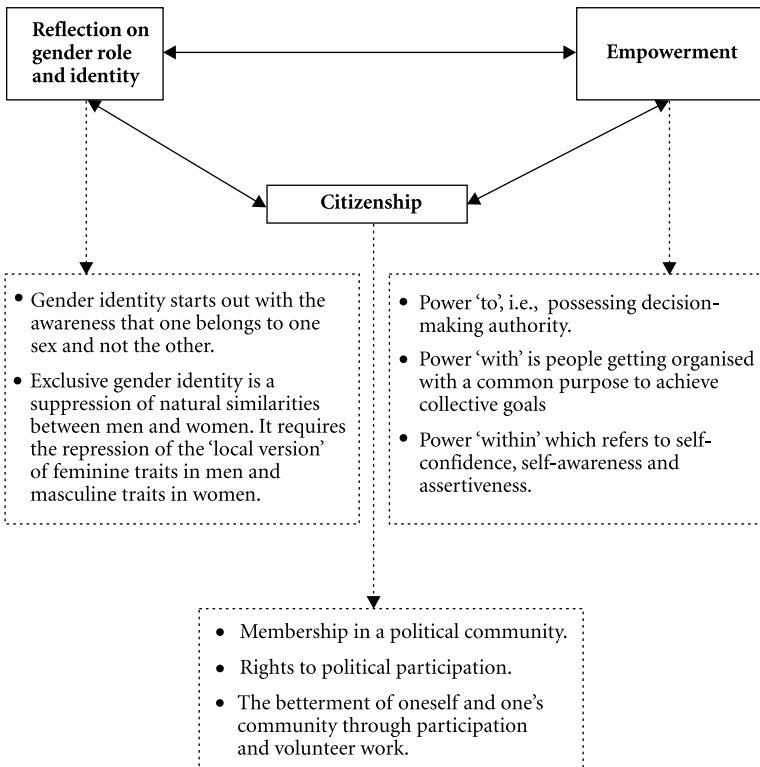 Reflection on
gender role
and identity
Empowerment
Citizenship
• Gender identity starts out with the
awareness that one belongs to one
sex and not the other.
• Exclusive gender identity is a
suppression of natural similarities
between men and women. It requires
the repression of the ‘local version’
of feminine traits in men and
masculine traits in women.
• Power ‘to’, i.e., possessing decision-
making authority.
• Power ‘with’ is people getting organised
with a common purpose to achieve
collective goals
• Power ‘within’ which refers to self-
confidence, self-awareness and
assertiveness.
• Membership in a political community.
• Rights to political participation.
• The betterment of oneself and one’s
community through participation
and volunteer work.